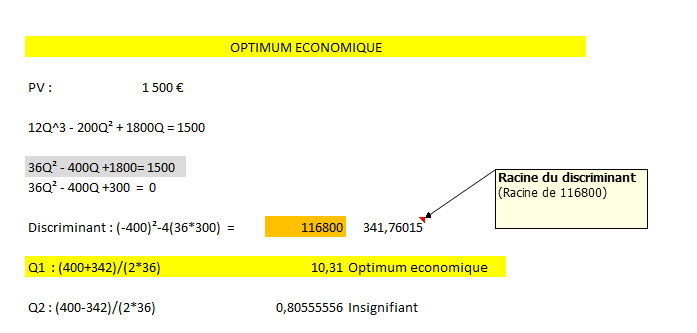 OPTIMUM ECONOMIQUE
PV : 1 500 €
12Q^3 - 200Q² + 1800Q = 1500
36Q² - 400Q +1800= 1500
36Q² - 400Q +300 = 0
Racine du discriminant
(Racine de 116800)
Discriminant : (-400)²-4(36*300) = 116800 341,76015
Q1 : (400+342)/(2*36) 10,31 Optimum economique
Q2 : (400-342)/(2*36) 0,80555556 Insignifiant